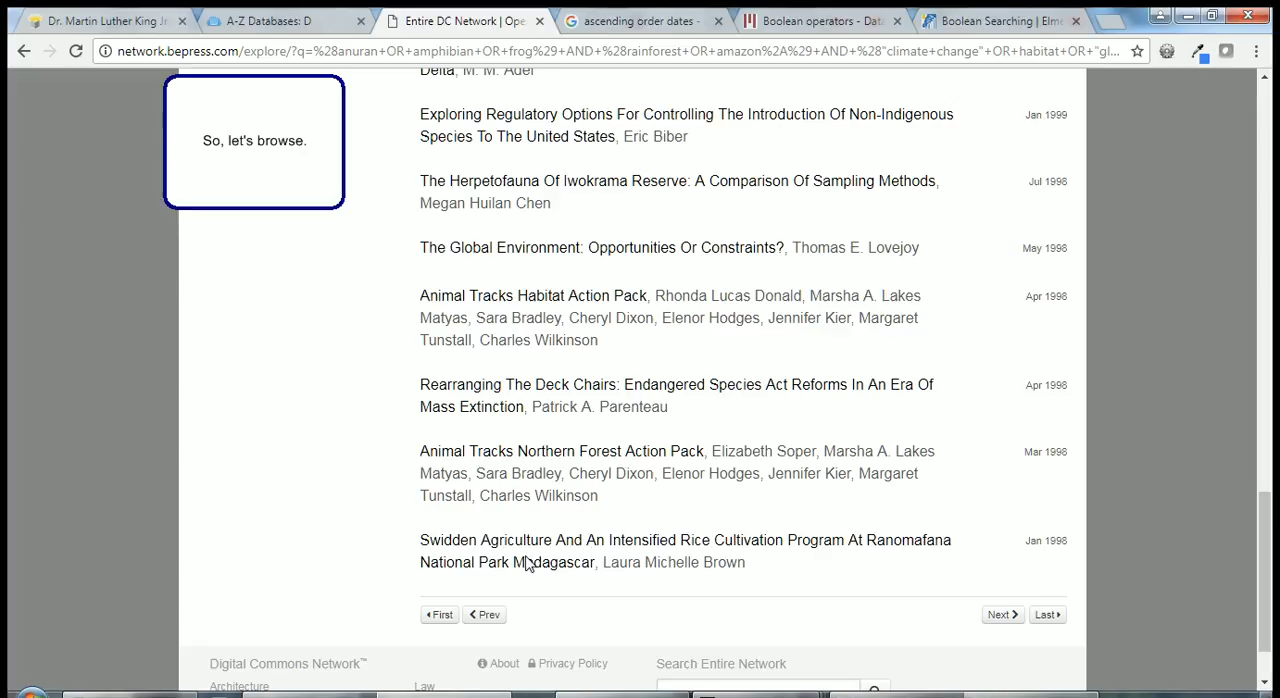 Dr. Martin Luther King Jr
A-Z Databases: D
Entire DC Network | Ope
ascending order dates -
Boolean operators - Data
Boolean Searching | Elme
network.bepress.com/explore/?q=%28anuran+OR+amphibian+OR+frog%29+AND+%28rainforest+OR+amazon%2A%29+AND+%28"climate+change"+OR+habitat+OR+"gl...
So, let's browse.
Delta, M. M. Adel
Exploring Regulatory Options For Controlling The Introduction Of Non-Indigenous Jan 1999
Species To The United States, Eric Biber
The Herpetofauna Of Iwokrama Reserve: A Comparison Of Sampling Methods, Jul 1998
Megan Huilan Chen
The Global Environment: Opportunities Or Constraints?, Thomas E. Lovejoy May 1998
Animal Tracks Habitat Action Pack, Rhonda Lucas Donald, Marsha A. Lakes Apr 1998
Matyas, Sara Bradley, Cheryl Dixon, Elenor Hodges, Jennifer Kier, Margaret
Tunstall, Charles Wilkinson
Rearranging The Deck Chairs: Endangered Species Act Reforms In An Era Of Apr 1998
Mass Extinction, Patrick A. Parenteau
Animal Tracks Northern Forest Action Pack, Elizabeth Soper, Marsha A. Lakes Mar 1998
Matyas, Sara Bradley, Cheryl Dixon, Elenor Hodges, Jennifer Kier, Margaret
Tunstall, Charles Wilkinson
Swidden Agriculture And An Intensified Rice Cultivation Program At Ranomafana Jan 1998
National Park Madagascar, Laura Michelle Brown
First Prev Next Last
Digital Commons Network™ About Privacy Policy Search Entire Network
Architecture Law